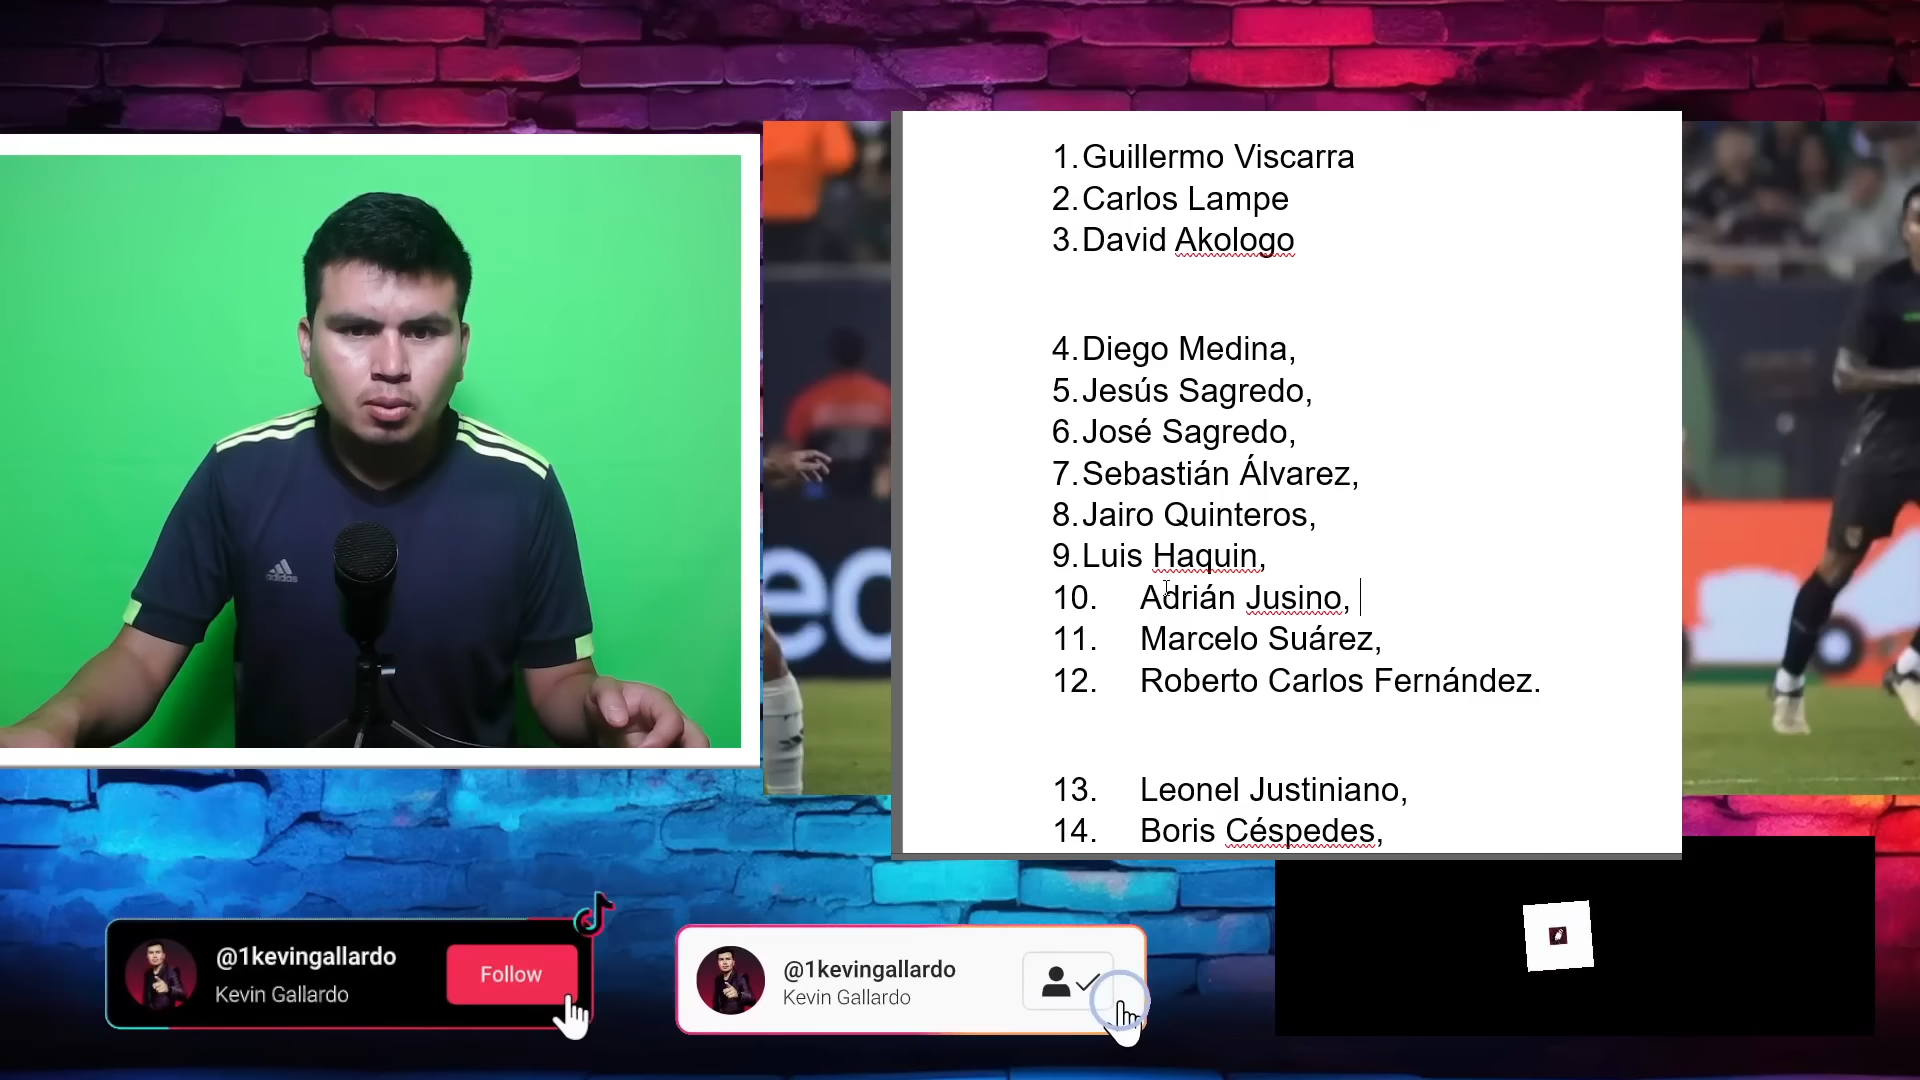 1. Guillermo Viscarra
2. Carlos Lampe
3. David Akologo
4. Diego Medina,
5. Jesús Sagredo,
6. José Sagredo,
7. Sebastián Álvarez,
8. Jairo Quinteros,
9. Luis Haquin,
10. Adrián Jusino,
11. Marcelo Suárez,
12. Roberto Carlos Fernández.
13. Leonel Justiniano,
14. Boris Céspedes,
adidas
ec
@1kevingallardo
Kevin Gallardo
Follow
@1kevingallardo
Kevin Gallardo